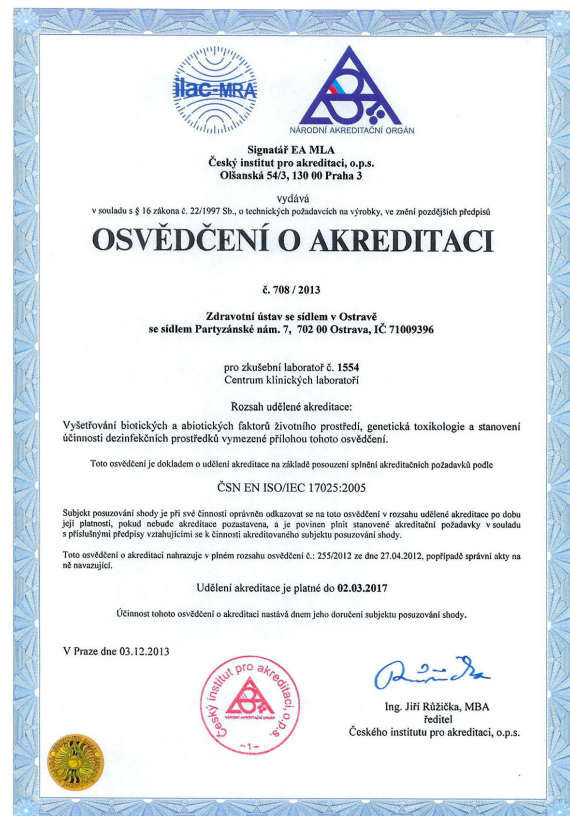 ilac-MRA
NÁRODNÍ AKREDITAČNÍ ORGÁN
Signatář EA MLA
Český institut pro akreditaci, o.p.s.
Olšanská 54/3, 130 00 Praha 3
vydává
v souladu s § 16 zákona č. 22/1997 Sb., o technických požadavcích na výrobky, ve znění pozdějších předpisů
OSVĚDČENÍ O AKREDITACI
č. 708 / 2013
Zdravotní ústav se sídlem v Ostravě
se sídlem Partyzánské nám. 7, 702 00 Ostrava, IČ 71009396
pro zkušební laboratoř č. 1554
Centrum klinických laboratoří
Rozsah udělené akreditace:
Vyšetřování biotických a abiotických faktorů životního prostředí, genetická toxikologie a stanovení
účinnosti dezinfekčních prostředků vymezené přílohou tohoto osvědčení.
Toto osvědčení je dokladem o udělení akreditace na základě posouzení splnění akreditačních požadavků podle
ČSN EN ISO/IEC 17025:2005
Subjekt posuzování shody je při své činnosti oprávněn odkazovat se na toto osvědčení v rozsahu udělené akreditace po dobu
její platnosti, pokud nebude akreditace pozastavena, a je povinen plnit stanovené akreditační požadavky v souladu
s příslušnými předpisy vztahujícími se k činnosti akreditovaného subjektu posuzování shody.
Toto osvědčení o akreditaci nahrazuje v plném rozsahu osvědčení č.: 255/2012 ze dne 27.04.2012, popřípadě správní akty na
ně navazující.
Udělení akreditace je platné do 02.03.2017
Účinnost tohoto osvědčení o akreditaci nastává dnem jeho doručení subjektu posuzování shody.
V Praze dne 03.12.2013
Český institut pro akreditaci, o.p.s.
NÁRODNÍ AKREDITAČNÍ ORGÁN
-1-
Ing. Jiří Růžička, MBA
ředitel
Českého institutu pro akreditaci, o.p.s.